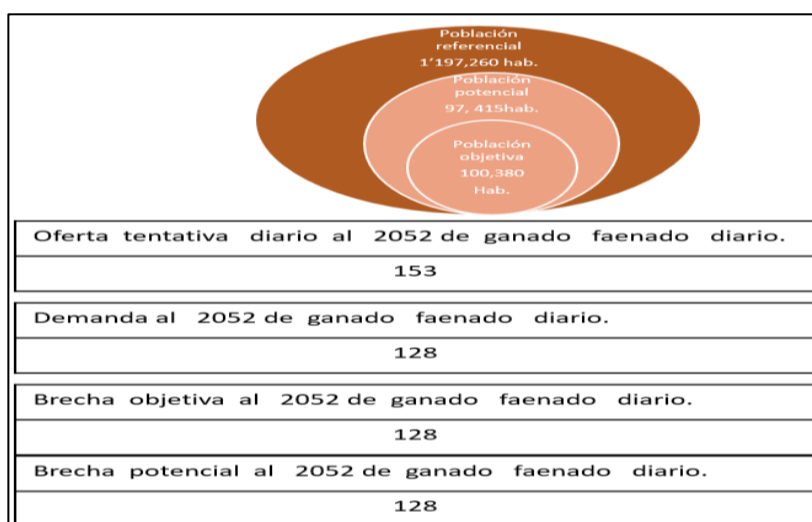 Población
referencial
1'197,260 hab.
Población
potencial
97, 415hab.
Población
objetiva
100,380
Hab.
Oferta tentativa diario al 2052 de ganado faenado diario.
153
Demanda al 2052 de ganado faenado diario.
128
Brecha objetiva al 2052 de ganado faenado diario.
128
Brecha potencial al 2052 de ganado faenado diario.
128